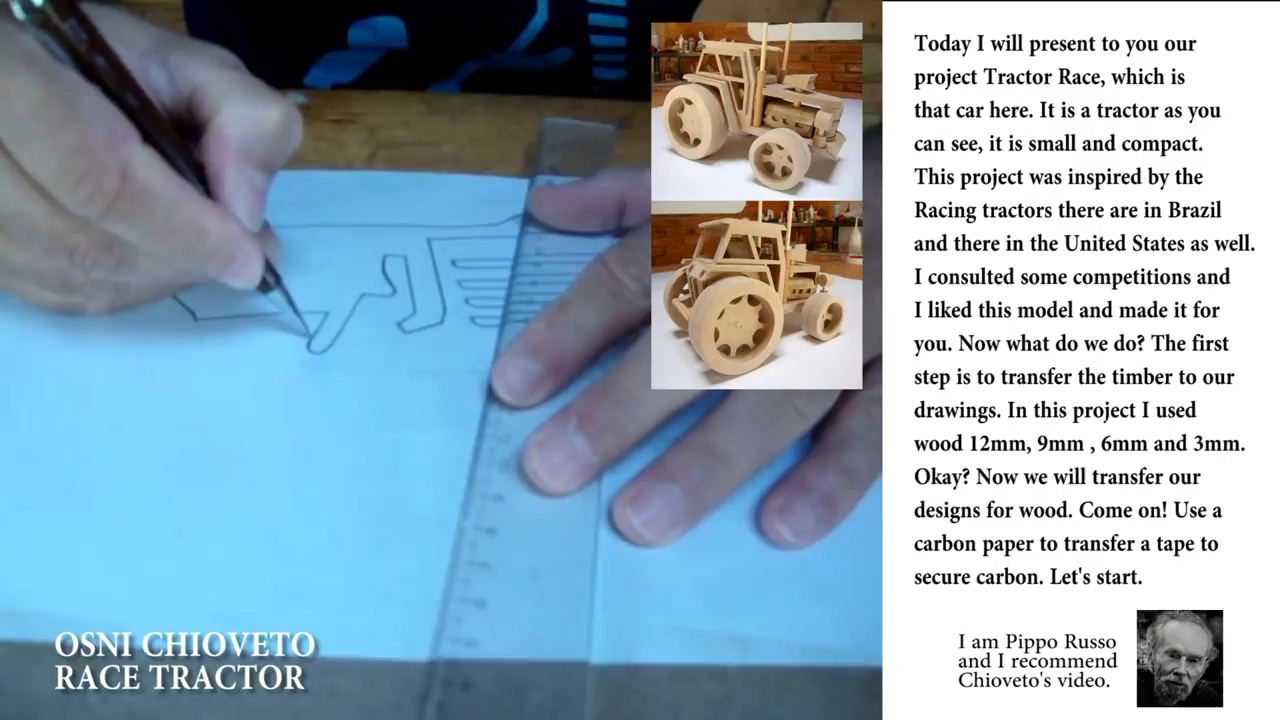 Today I will present to you our
project Tractor Race, which is
that car here. It is a tractor as you
can see, it is small and compact.
This project was inspired by the
Racing tractors there are in Brazil
and there in the United States as well.
I consulted some competitions and
I liked this model and made it for
you. Now what do we do? The first
step is to transfer the timber to our
drawings. In this project I used
wood 12mm, 9mm , 6mm and 3mm.
Okay? Now we will transfer our
designs for wood. Come on! Use a
carbon paper to transfer a tape to
secure carbon. Let's start.
I am Pippo Russo
and I recommend
Chioveto's video.
OSNI CHIOVETO
RACE TRACTOR